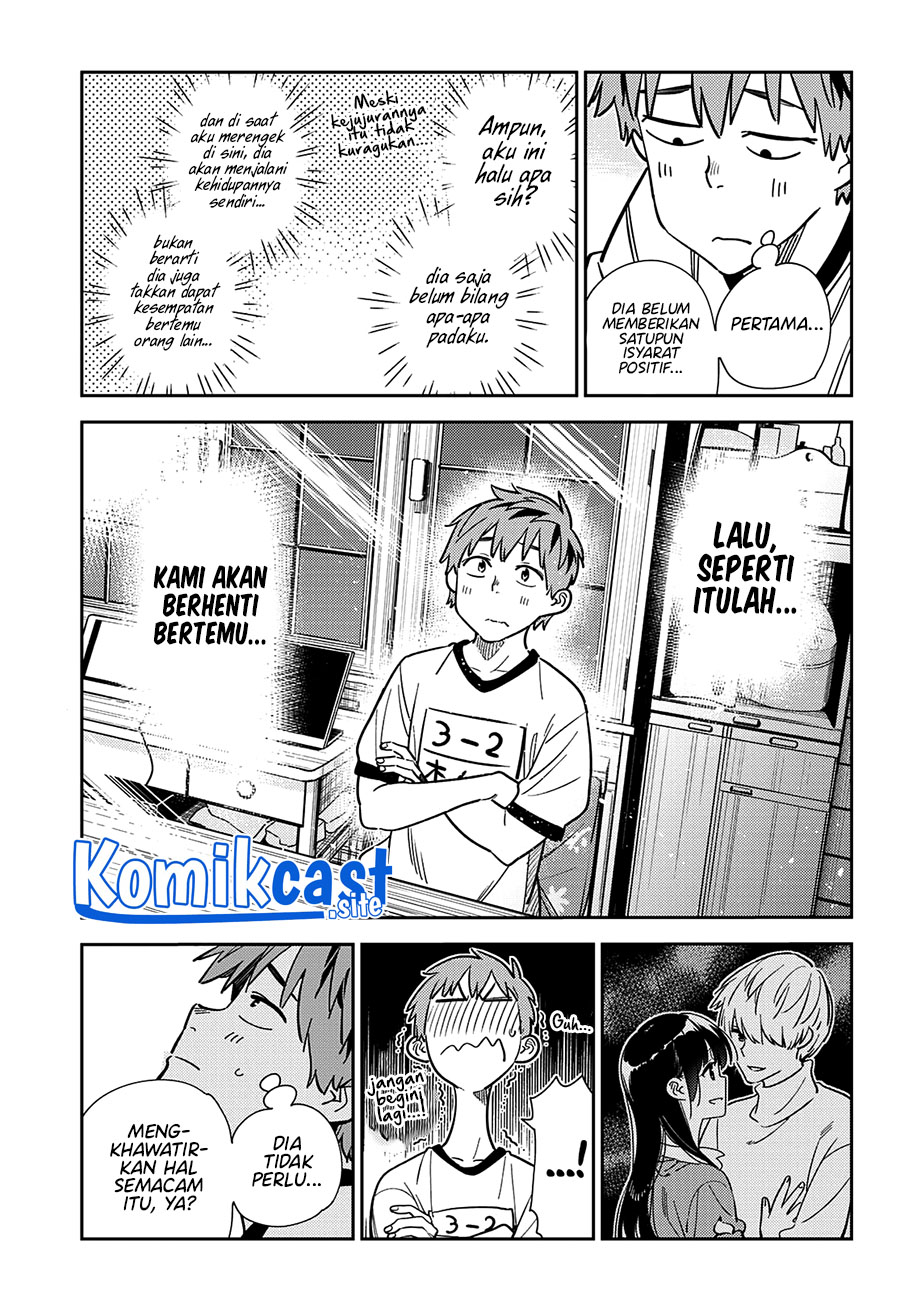 PERTAMA...
DIA BELUM
MEMBERIKAN
SATUPUN
ISYARAT
POSITIF...
Ampun,
aku ini
halu apa
sih?
dia saja
belum bilang
apa-apa
padaku.
Meski
kejujurannya
itu tidak
kuragukan....
dan di saat
aku merengek
di sini, dia
akan menjalani
kehidupannya
sendiri...
bukan
berarti
dia juga
takkan dapat
kesempatan
bertemu
orang lain...
LALU,
SEPERTI
ITULAH...
KAMI AKAN
BERHENTI
BERTEMU...
3-2
Komikcast
.site
Guh...
....!
jangan
begini
lagi....!
3-2
DIA
TIDAK
PERLU...
MENG-
KHAWATIR-
KAN HAL
SEMACAM
ITU, YA?